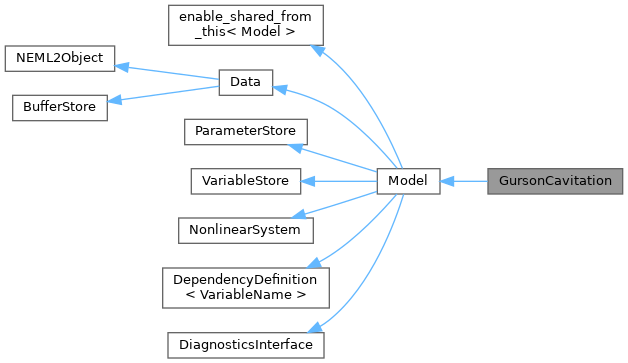 enable_shared_from
_this< Model >
NEML2Object
Data
BufferStore
ParameterStore
VariableStore
Model
GursonCavitation
NonlinearSystem
DependencyDefinition
< VariableName >
DiagnosticsInterface